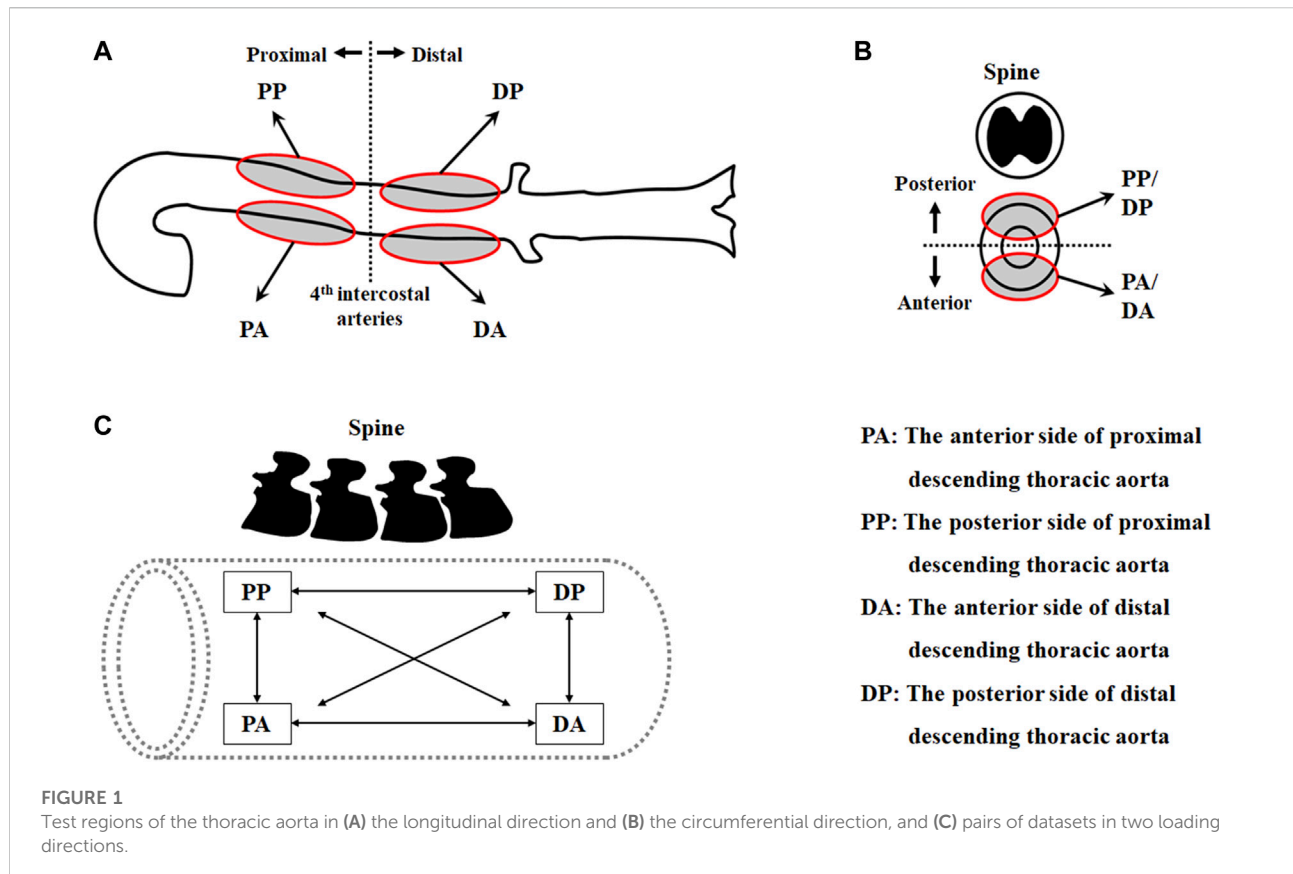 A
Proximal
Distal
PP
DP
4th intercostal
arteries
PA
DA
B
Spine
Posterior
PP/
DP
Anterior
PA/
DA
C
Spine
PP
DP
PA
DA
PA: The anterior side of proximal
descending thoracic aorta
PP: The posterior side of proximal
descending thoracic aorta
DA: The anterior side of distal
descending thoracic aorta
DP: The posterior side of distal
descending thoracic aorta
FIGURE 1
Test regions of the thoracic aorta in (A) the longitudinal direction and (B) the circumferential direction, and (C) pairs of datasets in two loading
directions.